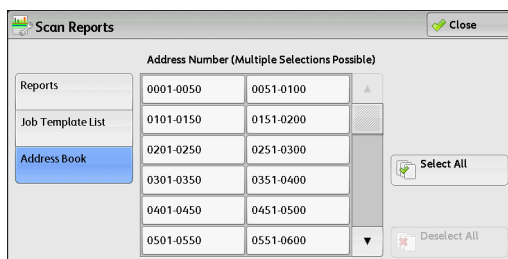 Scan Reports
Close
Address Number (Multiple Selections Possible)
Reports
Job Template List
Address Book
0001-0050 0051-0100
0101-0150 0151-0200
0201-0250 0251-0300
0301-0350 0351-0400
0401-0450 0451-0500
0501-0550 0551-0600
Select All
Deselect All